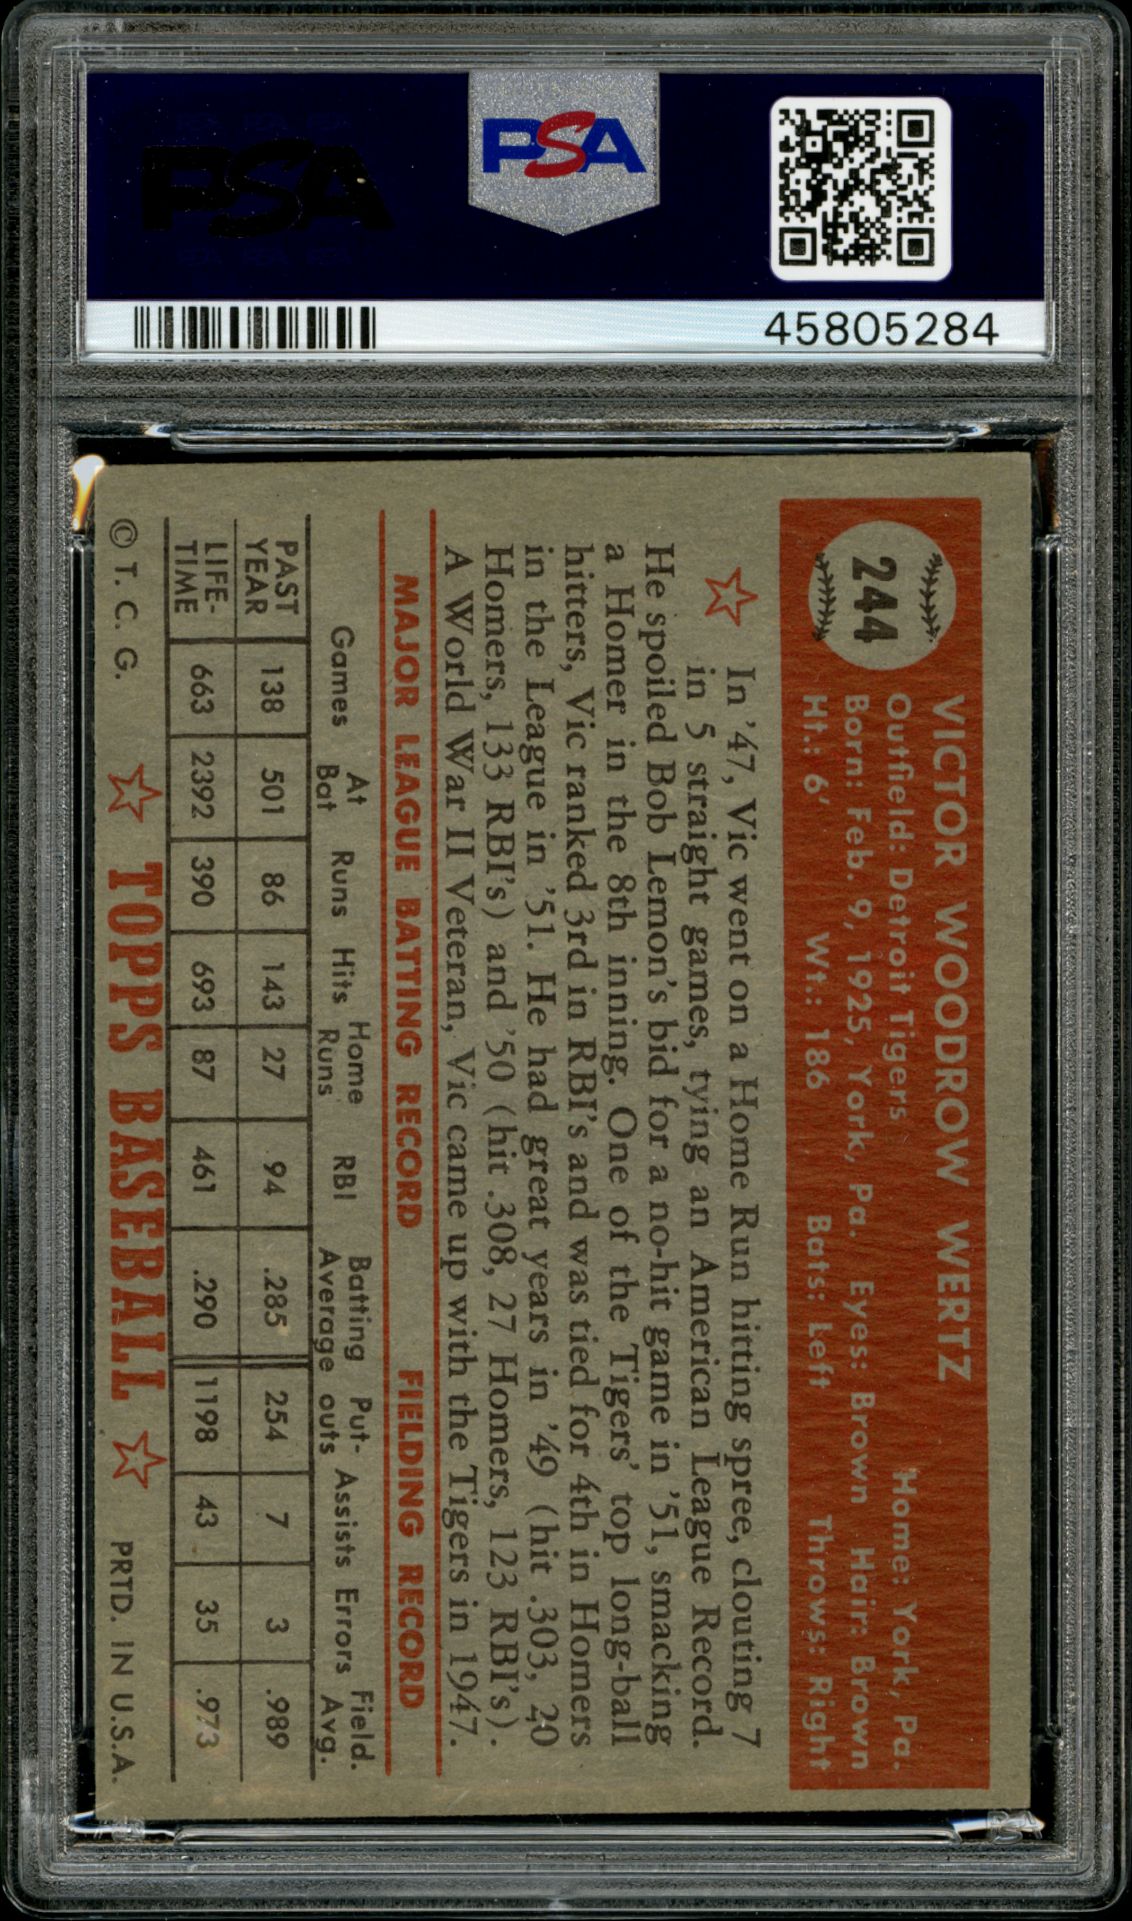 PSA
PSA
45805284
244
VICTOR WOODROW WERTZ
Outfield: Detroit Tigers Home: York, Pa.
Born: Feb. 9, 1925, York, Pa. Eyes: Brown Hair: Brown
Ht.: 6' Wt.: 186 Bats: Left Throws: Right
In '47, Vic went on a Home Run hitting spree, clouting 7
in 5 straight games, tying an American League Record.
He spoiled Bob Lemon's bid for a no-hit game in '51, smacking
a Homer in the 8th inning. One of the Tigers' top long-ball
hitters, Vic ranked 3rd in RBI's and was tied for 4th in Homers
in the League in '51. He had great years in '49 (hit .303, 20
Homers, 133 RBI's) and '50 (hit .308, 27 Homers, 123 RBI's).
A World War II Veteran, Vic came up with the Tigers in 1947.
MAJOR LEAGUE BATTING RECORD FIELDING RECORD
Games At Bat Runs Hits Home Runs RBI Batting Average Put-outs Assists Errors Field. Avg.
PAST YEAR 138 501 86 143 27 94 .285 254 7 3 .989
LIFE-TIME 663 2392 390 693 87 461 .290 1198 43 35 .973
© T. C. G. TOPPS BASEBALL PRTD. IN U.S.A.